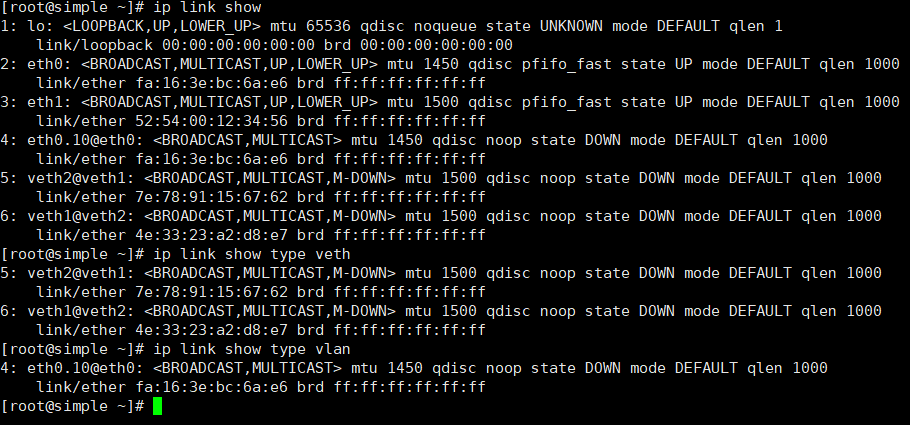 [root@simple ~]# ip link show
1: lo: <LOOPBACK,UP,LOWER_UP> mtu 65536 qdisc noqueue state UNKNOWN mode DEFAULT qlen 1
    link/loopback 00:00:00:00:00:00 brd 00:00:00:00:00:00
2: eth0: <BROADCAST,MULTICAST,UP,LOWER_UP> mtu 1450 qdisc pfifo_fast state UP mode DEFAULT qlen 1000
    link/ether fa:16:3e:bc:6a:e6 brd ff:ff:ff:ff:ff:ff
3: eth1: <BROADCAST,MULTICAST,UP,LOWER_UP> mtu 1500 qdisc pfifo_fast state UP mode DEFAULT qlen 1000
    link/ether 52:54:00:12:34:56 brd ff:ff:ff:ff:ff:ff
4: eth0.10@eth0: <BROADCAST,MULTICAST> mtu 1450 qdisc noop state DOWN mode DEFAULT qlen 1000
    link/ether fa:16:3e:bc:6a:e6 brd ff:ff:ff:ff:ff:ff
5: veth2@veth1: <BROADCAST,MULTICAST,M-DOWN> mtu 1500 qdisc noop state DOWN mode DEFAULT qlen 1000
    link/ether 7e:78:91:15:67:62 brd ff:ff:ff:ff:ff:ff
6: veth1@veth2: <BROADCAST,MULTICAST,M-DOWN> mtu 1500 qdisc noop state DOWN mode DEFAULT qlen 1000
    link/ether 4e:33:23:a2:d8:e7 brd ff:ff:ff:ff:ff:ff
[root@simple ~]# ip link show type veth
5: veth2@veth1: <BROADCAST,MULTICAST,M-DOWN> mtu 1500 qdisc noop state DOWN mode DEFAULT qlen 1000
    link/ether 7e:78:91:15:67:62 brd ff:ff:ff:ff:ff:ff
6: veth1@veth2: <BROADCAST,MULTICAST,M-DOWN> mtu 1500 qdisc noop state DOWN mode DEFAULT qlen 1000
    link/ether 4e:33:23:a2:d8:e7 brd ff:ff:ff:ff:ff:ff
[root@simple ~]# ip link show type vlan
4: eth0.10@eth0: <BROADCAST,MULTICAST> mtu 1450 qdisc noop state DOWN mode DEFAULT qlen 1000
    link/ether fa:16:3e:bc:6a:e6 brd ff:ff:ff:ff:ff:ff
[root@simple ~]#